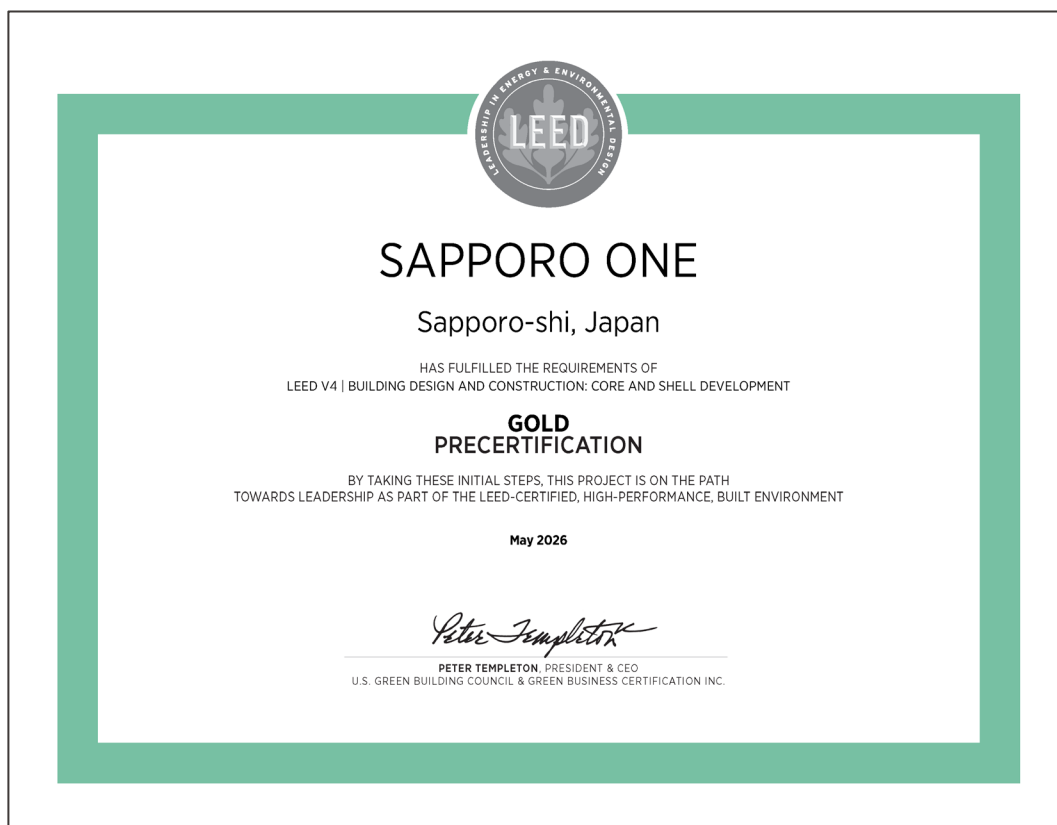 LEADERSHIP IN ENERGY & ENVIRONMENTAL DESIGN
LEED
SAPPORO ONE
Sapporo-shi, Japan
HAS FULFILLED THE REQUIREMENTS OF
LEED V4 | BUILDING DESIGN AND CONSTRUCTION: CORE AND SHELL DEVELOPMENT
GOLD
PRECERTIFICATION
BY TAKING THESE INITIAL STEPS, THIS PROJECT IS ON THE PATH
TOWARDS LEADERSHIP AS PART OF THE LEED-CERTIFIED, HIGH-PERFORMANCE, BUILT ENVIRONMENT
May 2026
Peter Templeton
PETER TEMPLETON, PRESIDENT & CEO
U.S. GREEN BUILDING COUNCIL & GREEN BUSINESS CERTIFICATION INC.